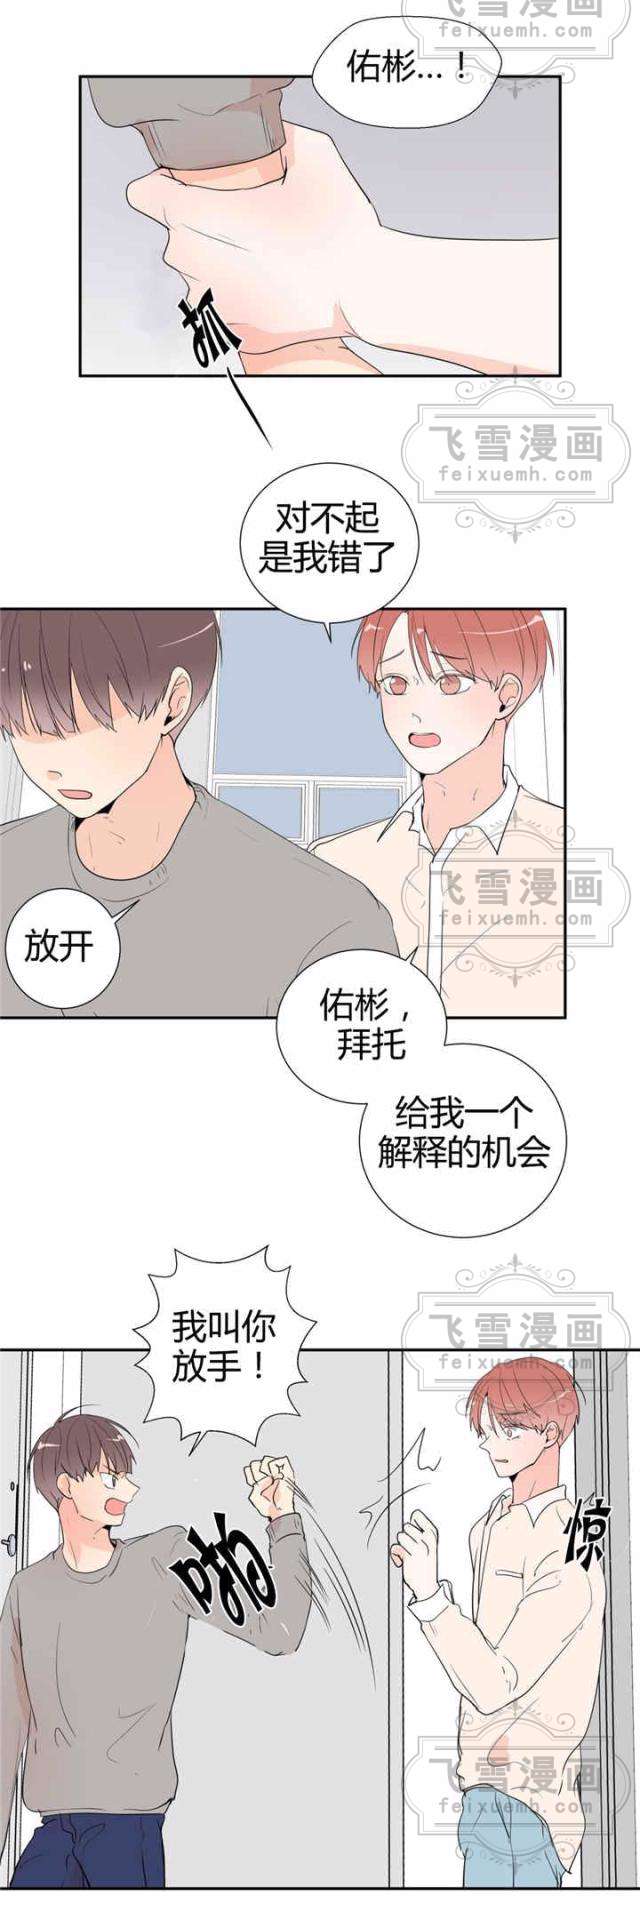 飞雪漫画
feixuemh.com
佑彬…！
抓
飞雪漫画
feixuemh.com
对不起
是我错了
飞雪漫画
feixuemh.com
放开
佑彬，
拜托
给我一个
解释的机会
我叫你
放手！
飞雪漫画
feixuemh.com
惊
啪
飞雪漫画
feixuemh.com